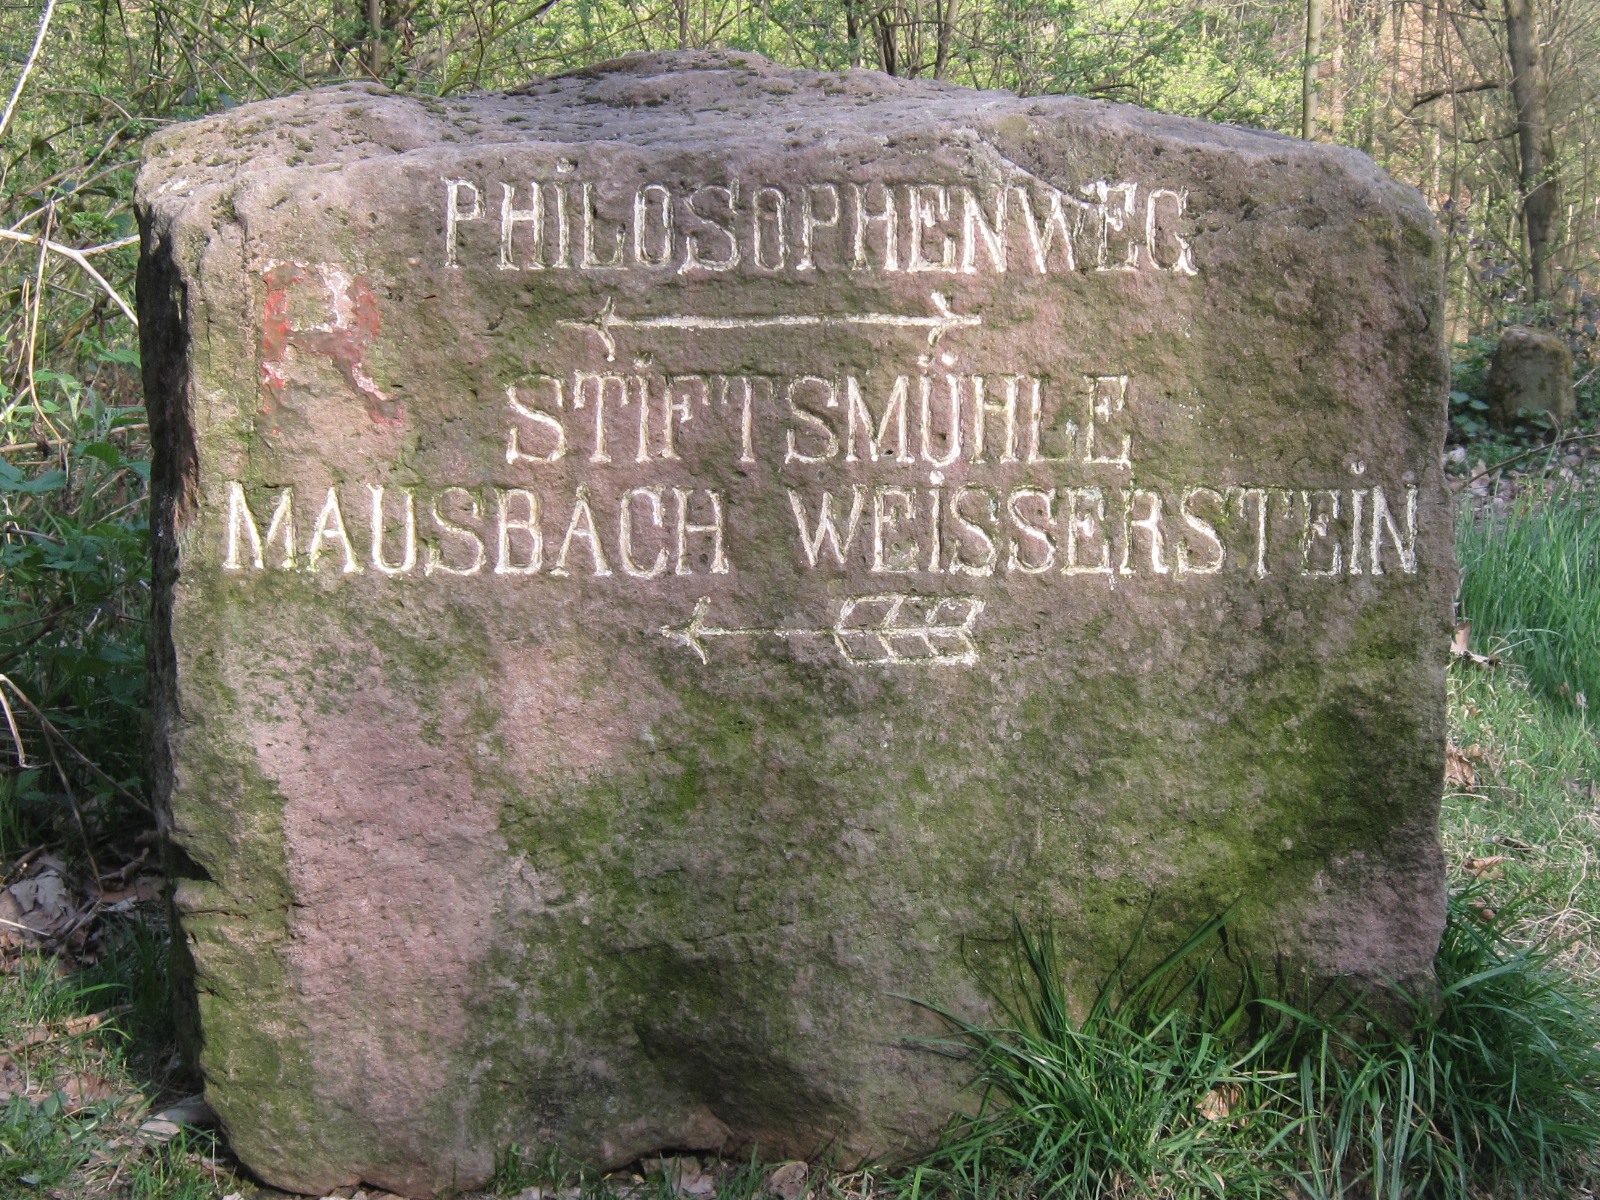 PHILOSOPHENWEG
R
STIFTSMÜHLE
MAUSBACH WEISSERSTEIN